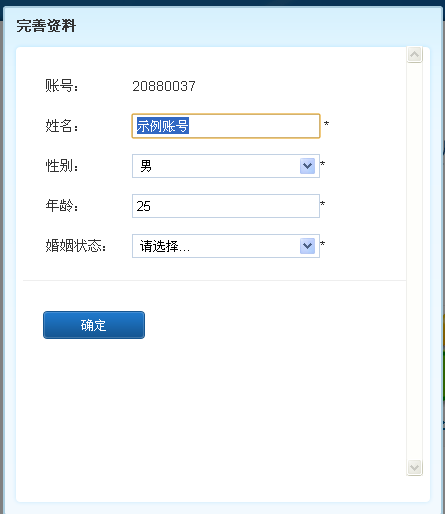 完善资料
账号： 20880037
姓名： 示例账号 *
性别： 男 *
年龄： 25 *
婚姻状态： 请选择... *
确定